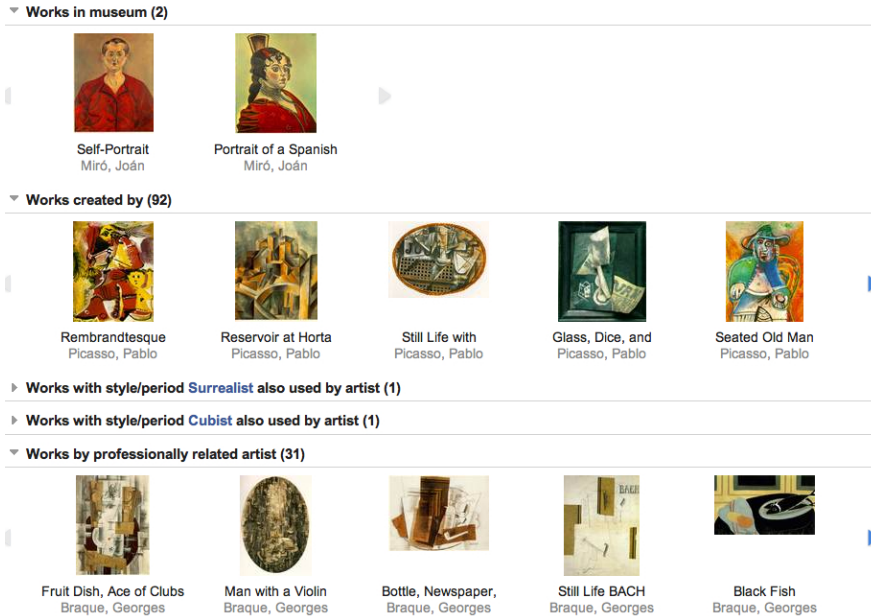 Works in museum (2)
Self-Portrait
Miró, Joán
Portrait of a Spanish
Miró, Joán
Works created by (92)
Rembrandtesque
Picasso, Pablo
Reservoir at Horta
Picasso, Pablo
Still Life with
Picasso, Pablo
Glass, Dice, and
Picasso, Pablo
Seated Old Man
Picasso, Pablo
Works with style/period Surrealist also used by artist (1)
Works with style/period Cubist also used by artist (1)
Works by professionally related artist (31)
BACH
Fruit Dish, Ace of Clubs
Braque, Georges
Man with a Violin
Braque, Georges
Bottle, Newspaper,
Braque, Georges
Still Life BACH
Braque, Georges
Black Fish
Braque, Georges